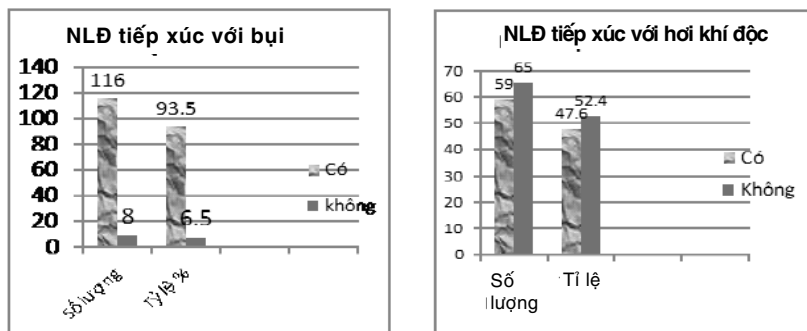 NLĐ tiếp xúc với bụi
140
120
100
80
60
40
20
0
116
93.5
8
6.5
Có
không
Số lượng
Tỷ lệ %
NLĐ tiếp xúc với hơi khí độc
70
60
50
40
30
20
10
0
59
65
47.6
52.4
Có
Không
Số
lượng
Tỉ lệ